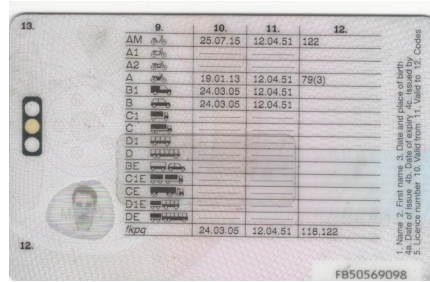 13. 9. 10. 11. 12.
AM 25.07.15 12.04.51 122
A1
A2
A 19.01.13 12.04.51 79(3)
B1 24.03.05 12.04.51
B 24.03.05 12.04.51
C1
C
D1
D
BE
C1E
CE
D1E
DE
fkpq 24.03.05 12.04.51 118,122
12.
1. Name 2. First name 3. Date and place of birth
4a. Date of issue 4b. Date of expiry 4c. Issued by
5. Licence number 10. Valid from 11. Valid to 12. Codes
FB50569098